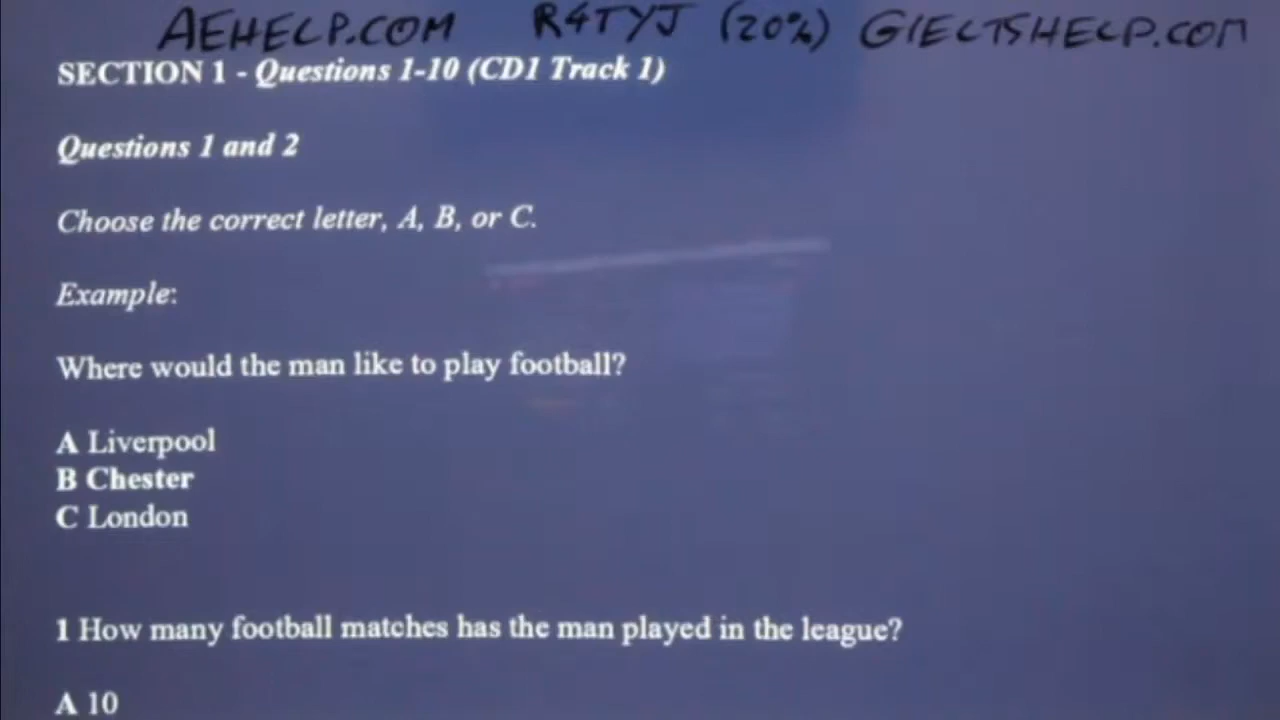 AEHELP.COM R4TYJ (20%) GIELTSHELP.COM
SECTION 1 - Questions 1-10 (CD1 Track 1)
Questions 1 and 2
Choose the correct letter, A, B, or C.
Example:
Where would the man like to play football?
A Liverpool
B Chester
C London
1 How many football matches has the man played in the league?
A 10